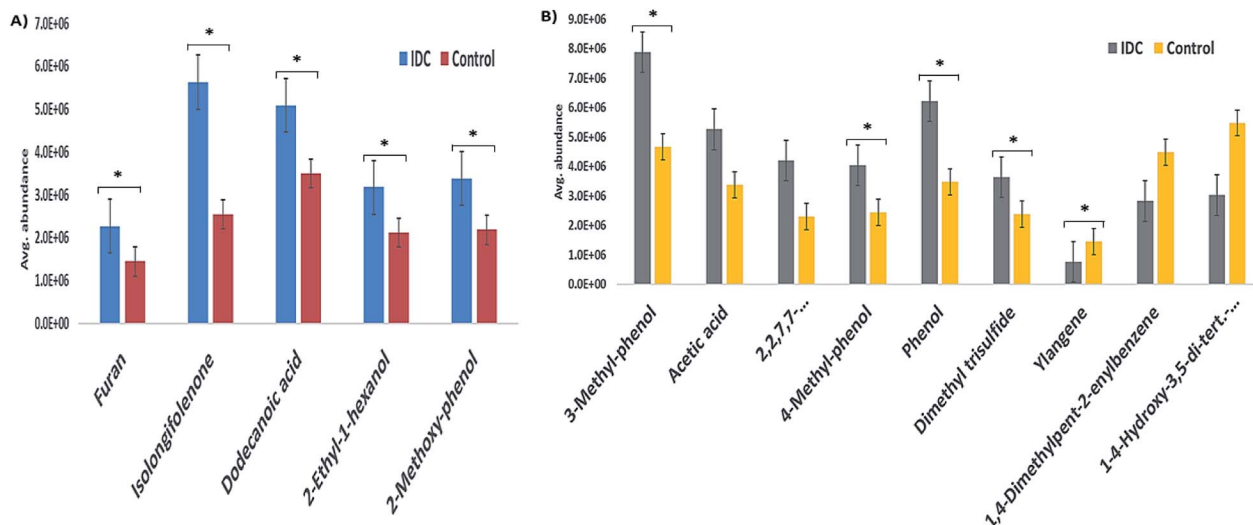 A)
7.0E+06
6.0E+06
5.0E+06
4.0E+06
3.0E+06
2.0E+06
1.0E+06
0.0E+00
Avg. abundance
IDC Control
*
*
*
*
*
Furan
Isolongifolenone
Dodecanoic acid
2-Ethyl-1-hexanol
2-Methoxy-phenol
B)
9.0E+06
8.0E+06
7.0E+06
6.0E+06
5.0E+06
4.0E+06
3.0E+06
2.0E+06
1.0E+06
0.0E+00
Avg. abundance
IDC Control
*
*
*
*
*
3-Methyl-phenol
Acetic acid
2,2,7,7-...
4-Methyl-phenol
Phenol
Dimethyl trisulfide
Ylangene
1,4-Dimethylpent-2-enylbenzene
1-4-Hydroxy-3,5-di-tert.-...